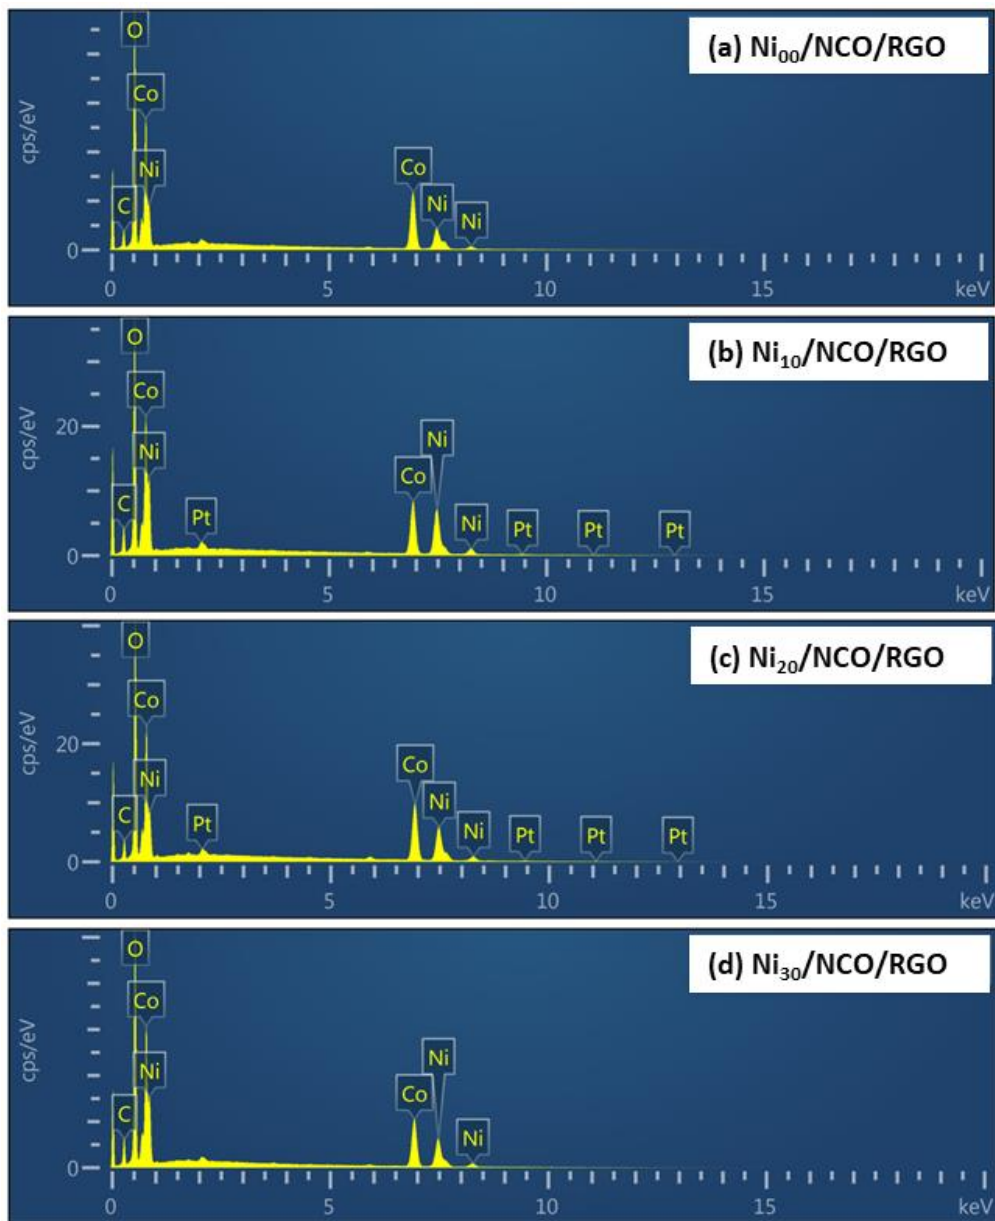 (a) Ni₀₀/NCO/RGO
cps/eV
O
Co
Ni
C
Co
Ni
Ni
0
0 5 10 15 keV
(b) Ni₁₀/NCO/RGO
cps/eV
O
Co
Ni
C
Pt
Ni
Co
Ni
Pt
Pt
Pt
20
0
0 5 10 15 keV
(c) Ni₂₀/NCO/RGO
cps/eV
O
Co
Ni
C
Pt
Co
Ni
Ni
Pt
Pt
Pt
20
0
0 5 10 15 keV
(d) Ni₃₀/NCO/RGO
cps/eV
O
Co
Ni
C
Ni
Co
Ni
0
0 5 10 15 keV